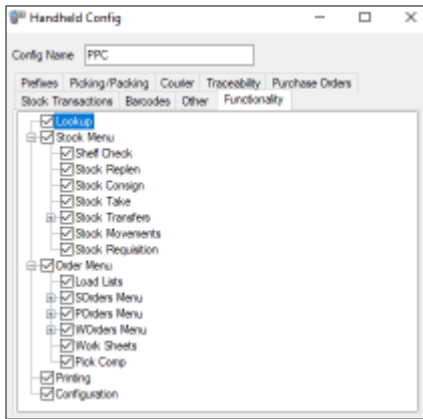 Handheld Config
Config Name PPC
Prefixes Picking/Packing Courier Traceability Purchase Orders
Stock Transactions Barcodes Other Functionality
Lookup
Stock Menu
Shelf Check
Stock Replen
Stock Consign
Stock Take
Stock Transfers
Stock Movements
Stock Requisition
Order Menu
Load Lists
SOrders Menu
POrders Menu
WOrders Menu
Work Sheets
Pick Comp
Printing
Configuration